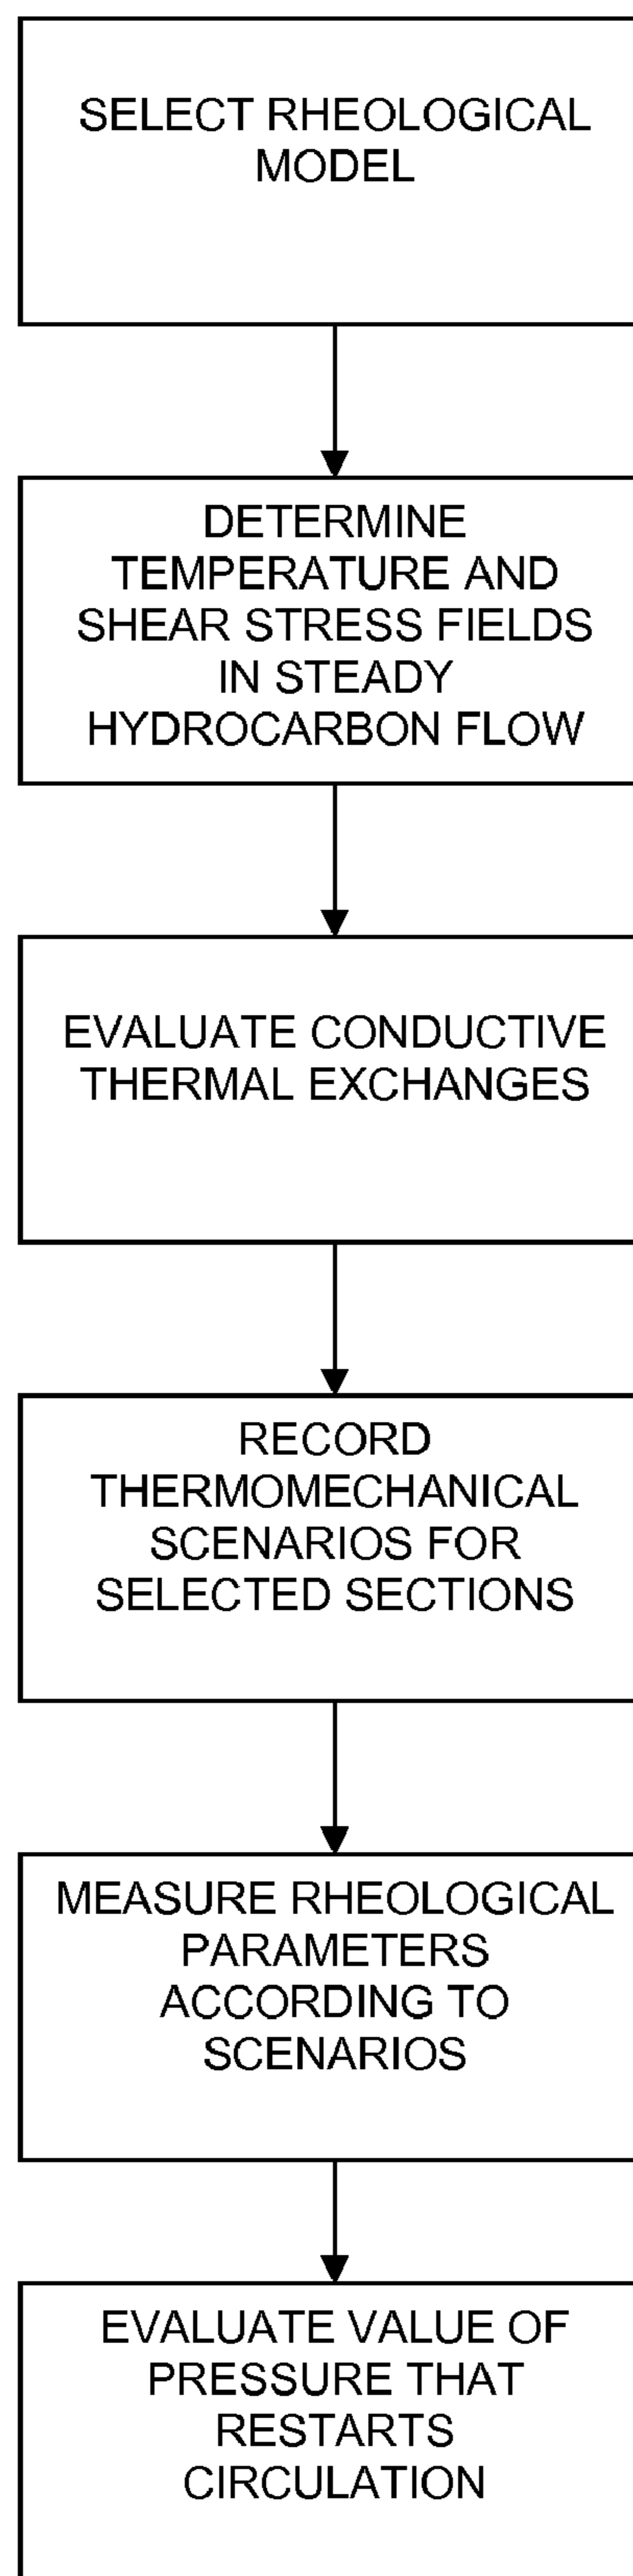 SELECT RHEOLOGICAL
MODEL
DETERMINE
TEMPERATURE AND
SHEAR STRESS FIELDS
IN STEADY
HYDROCARBON FLOW
EVALUATE CONDUCTIVE
THERMAL EXCHANGES
RECORD
THERMOMECHANICAL
SCENARIOS FOR
SELECTED SECTIONS
MEASURE RHEOLOGICAL
PARAMETERS
ACCORDING TO
SCENARIOS
EVALUATE VALUE OF
PRESSURE THAT
RESTARTS
CIRCULATION